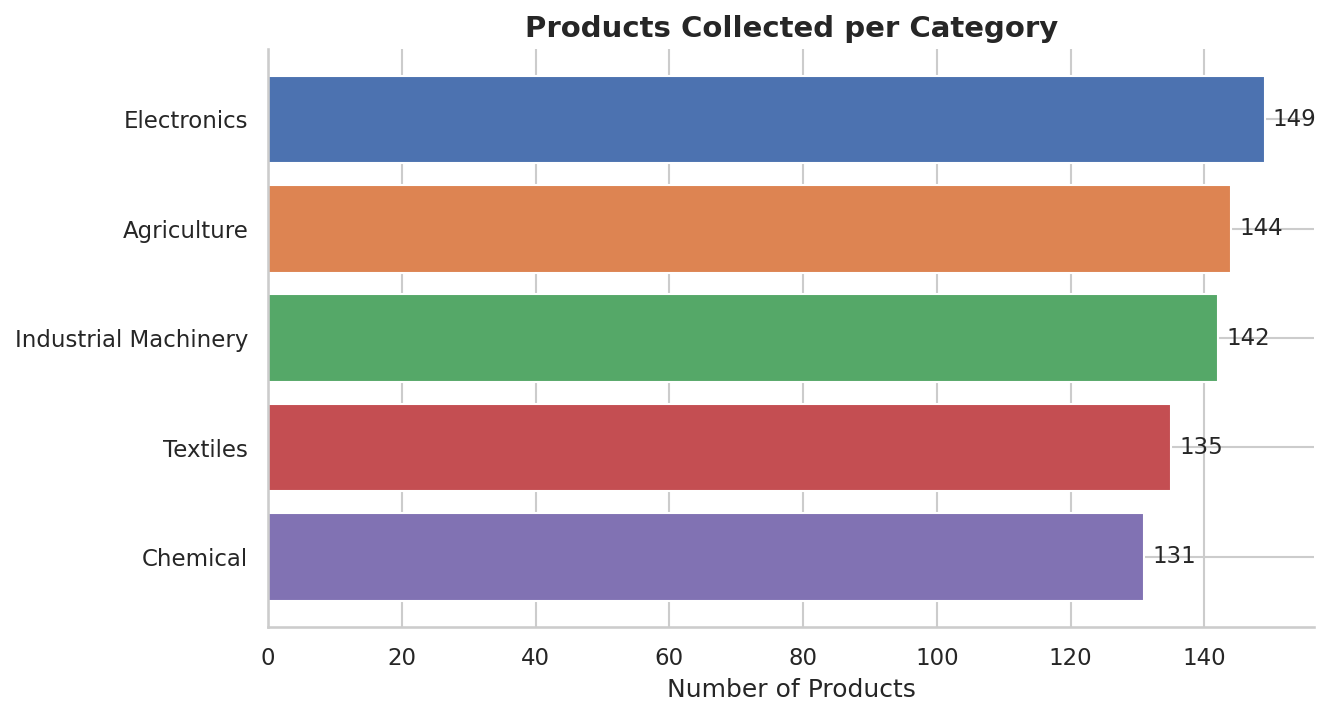 Products Collected per Category
Electronics 149
Agriculture 144
Industrial Machinery 142
Textiles 135
Chemical 131
0 20 40 60 80 100 120 140
Number of Products